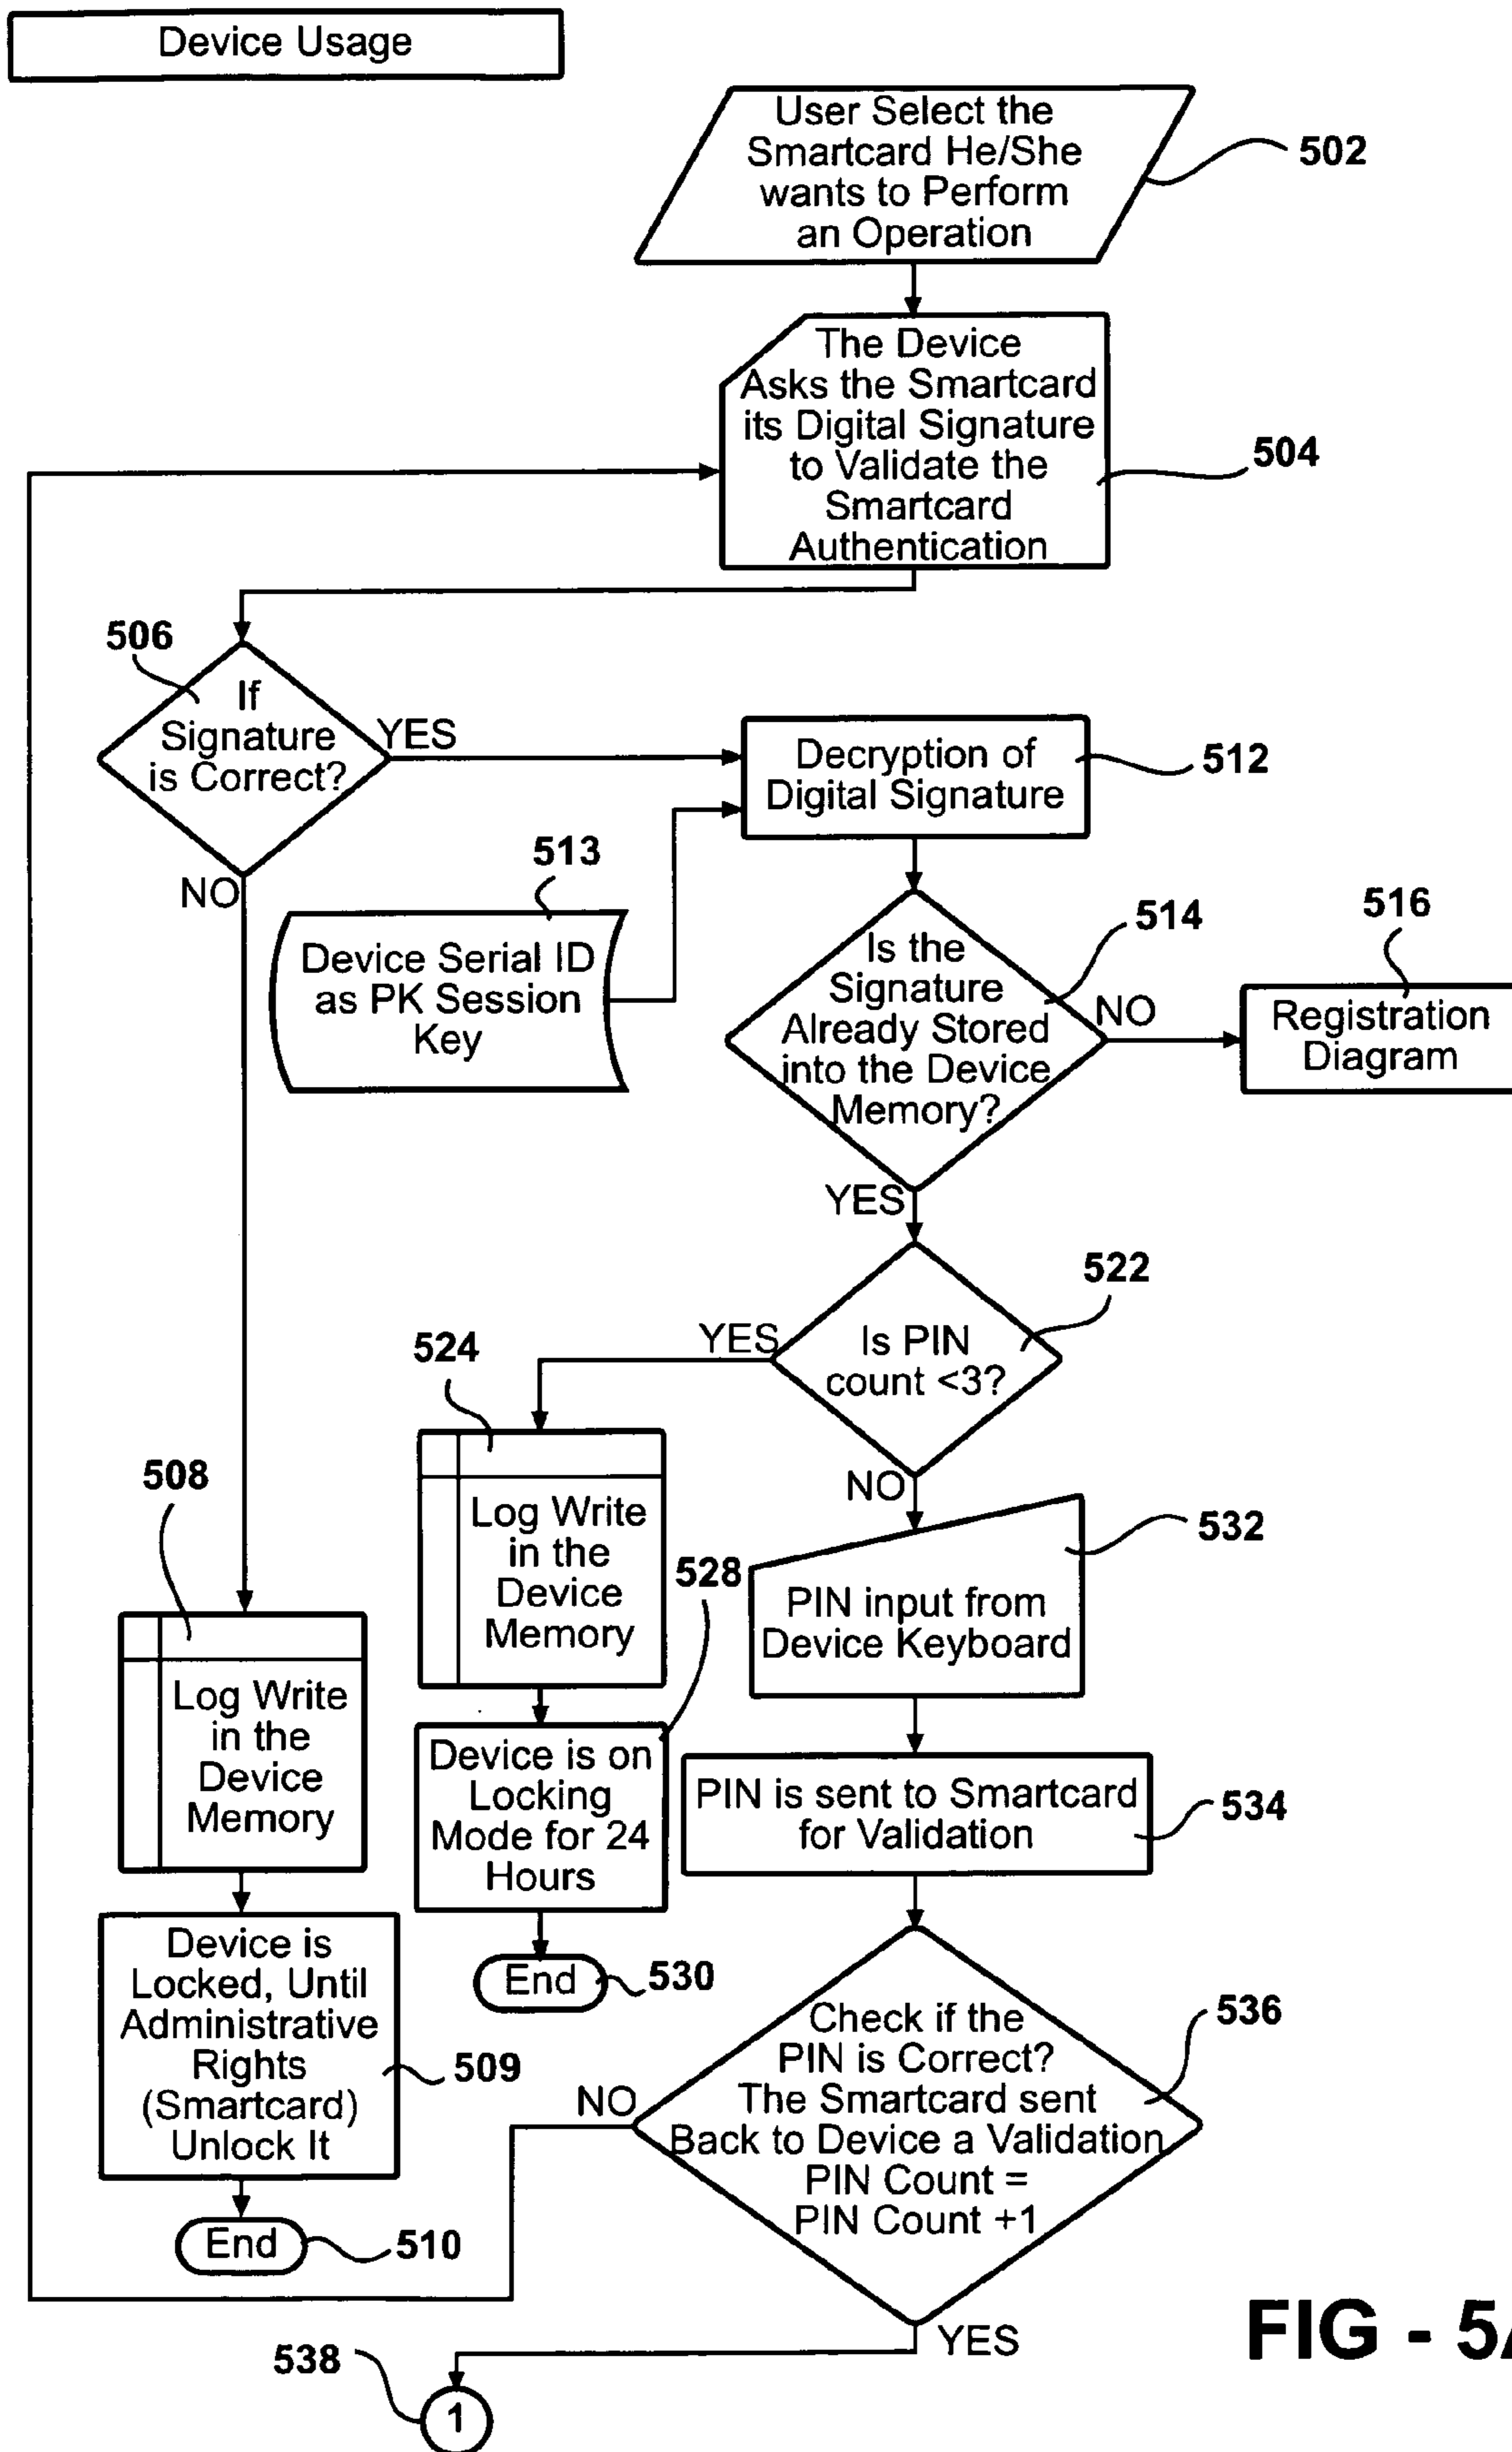 Device Usage
User Select the
Smartcard He/She
wants to Perform
an Operation
502
The Device
Asks the Smartcard
its Digital Signature
to Validate the
Smartcard
Authentication
504
506
If
Signature
is Correct?
YES
NO
Decryption of
Digital Signature
512
513
Device Serial ID
as PK Session
Key
Is the
Signature
Already Stored
into the Device
Memory?
514
NO
YES
516
Registration
Diagram
522
Is PIN
count <3?
YES
NO
524
Log Write
in the
Device
Memory
528
Device is on
Locking
Mode for 24
Hours
End
530
508
Log Write
in the
Device
Memory
Device is
Locked, Until
Administrative
Rights
(Smartcard)
Unlock It
509
End
510
532
PIN input from
Device Keyboard
PIN is sent to Smartcard
for Validation
534
Check if the
PIN is Correct?
The Smartcard sent
Back to Device a Validation
PIN Count =
PIN Count +1
536
NO
YES
538
1
FIG - 5A